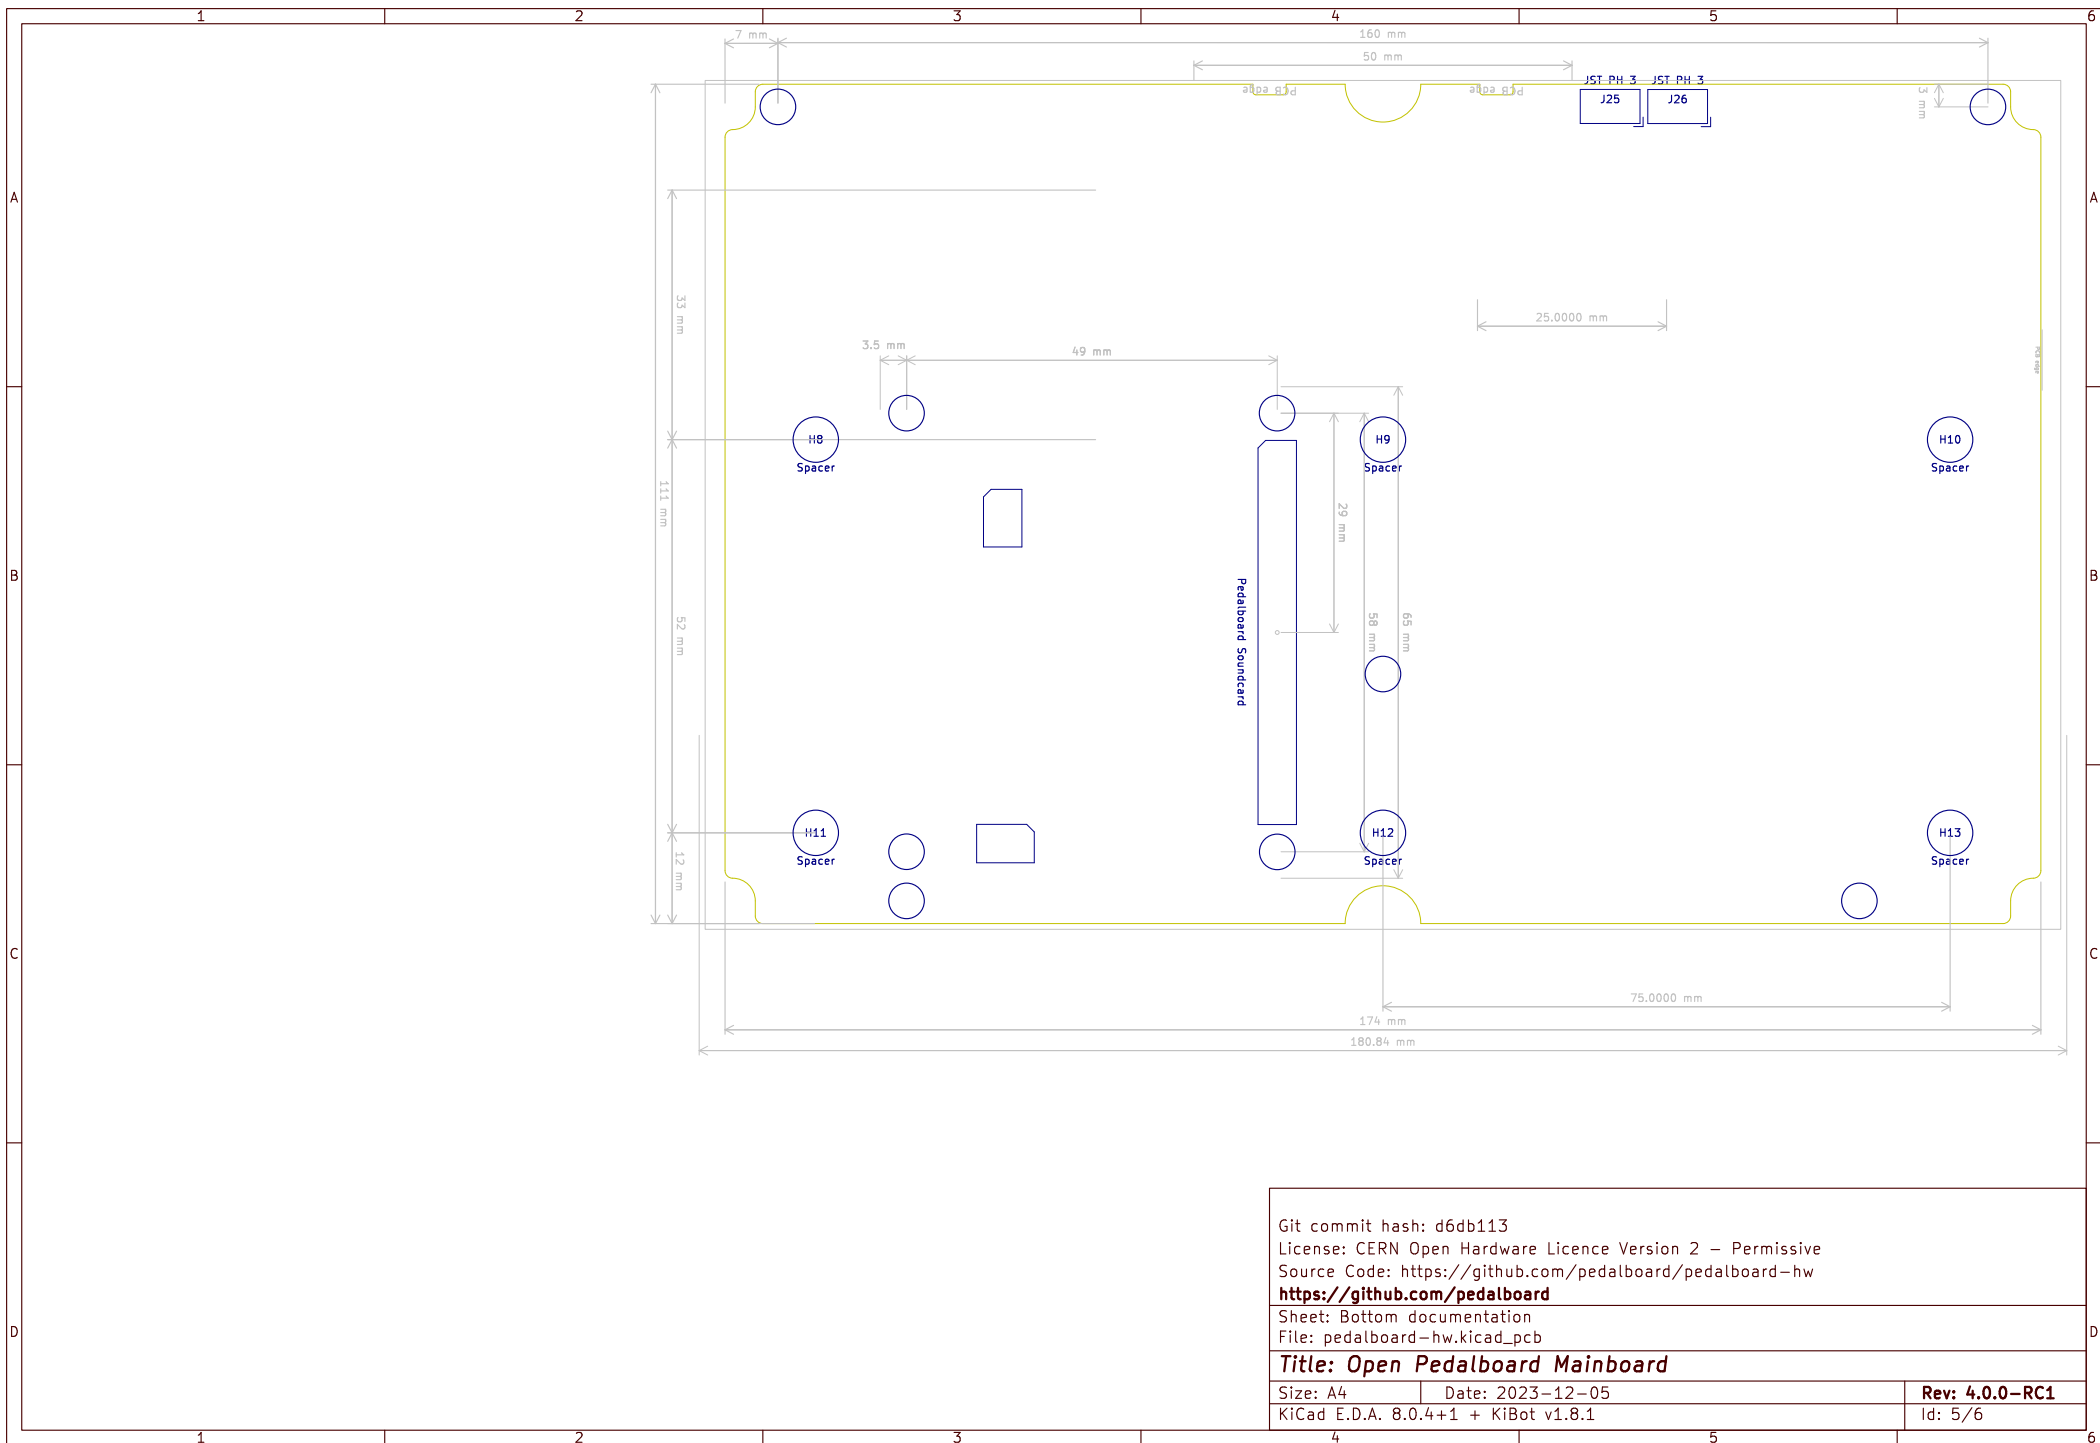 1 2 3 4 5 6
7 mm
160 mm
50 mm
JST PH 3 JST PH 3
PCB edge PCB edge
3 mm
J25 J26
A A
33 mm
25.0000 mm
3.5 mm
49 mm
PCB edge
H8 H9 H10
Spacer Spacer Spacer
111 mm
29 mm
B B
Pedalboard Soundcard
52 mm
58 mm
65 mm
H11 H12 H13
Spacer Spacer Spacer
12 mm
C C
75.0000 mm
174 mm
180.84 mm
Git commit hash: d6db113
License: CERN Open Hardware Licence Version 2 - Permissive
Source Code: https://github.com/pedalboard/pedalboard-hw
https://github.com/pedalboard
Sheet: Bottom documentation
File: pedalboard-hw.kicad_pcb
D D
Title: Open Pedalboard Mainboard
Size: A4 Date: 2023-12-05 Rev: 4.0.0-RC1
KiCad E.D.A. 8.0.4+1 + KiBot v1.8.1 Id: 5/6
1 2 3 4 5 6